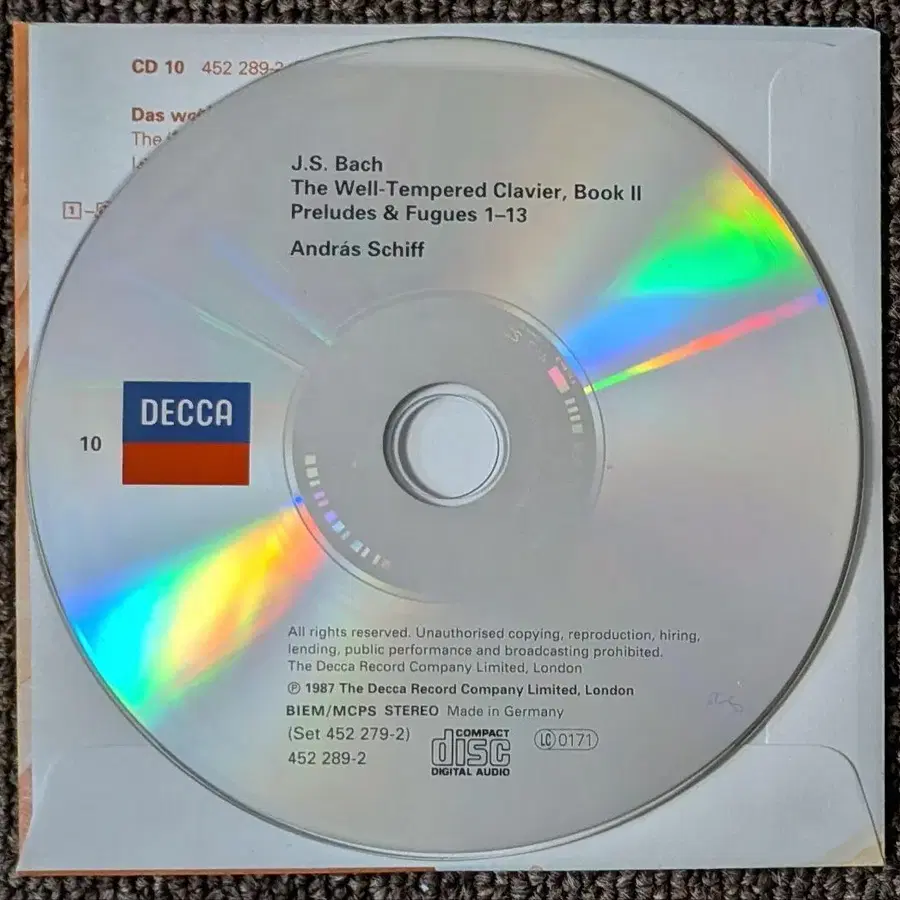 CD 10 452 289-2
Das
The
J.S. Bach
The Well-Tempered Clavier, Book II
Preludes & Fugues 1–13
1–
András Schiff
DECCA
10
All rights reserved. Unauthorised copying, reproduction, hiring,
lending, public performance and broadcasting prohibited.
The Decca Record Company Limited, London
℗ 1987 The Decca Record Company Limited, London
BIEM/MCPS STEREO Made in Germany
(Set 452 279-2)
452 289-2
COMPACT
disc
DIGITAL AUDIO
LC 0171